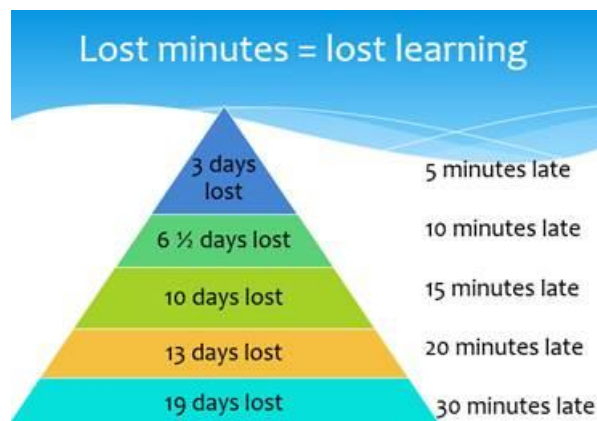 Lost minutes = lost learning
3 days
lost
5 minutes late
6 ½ days lost
10 minutes late
10 days lost
15 minutes late
13 days lost
20 minutes late
19 days lost
30 minutes late